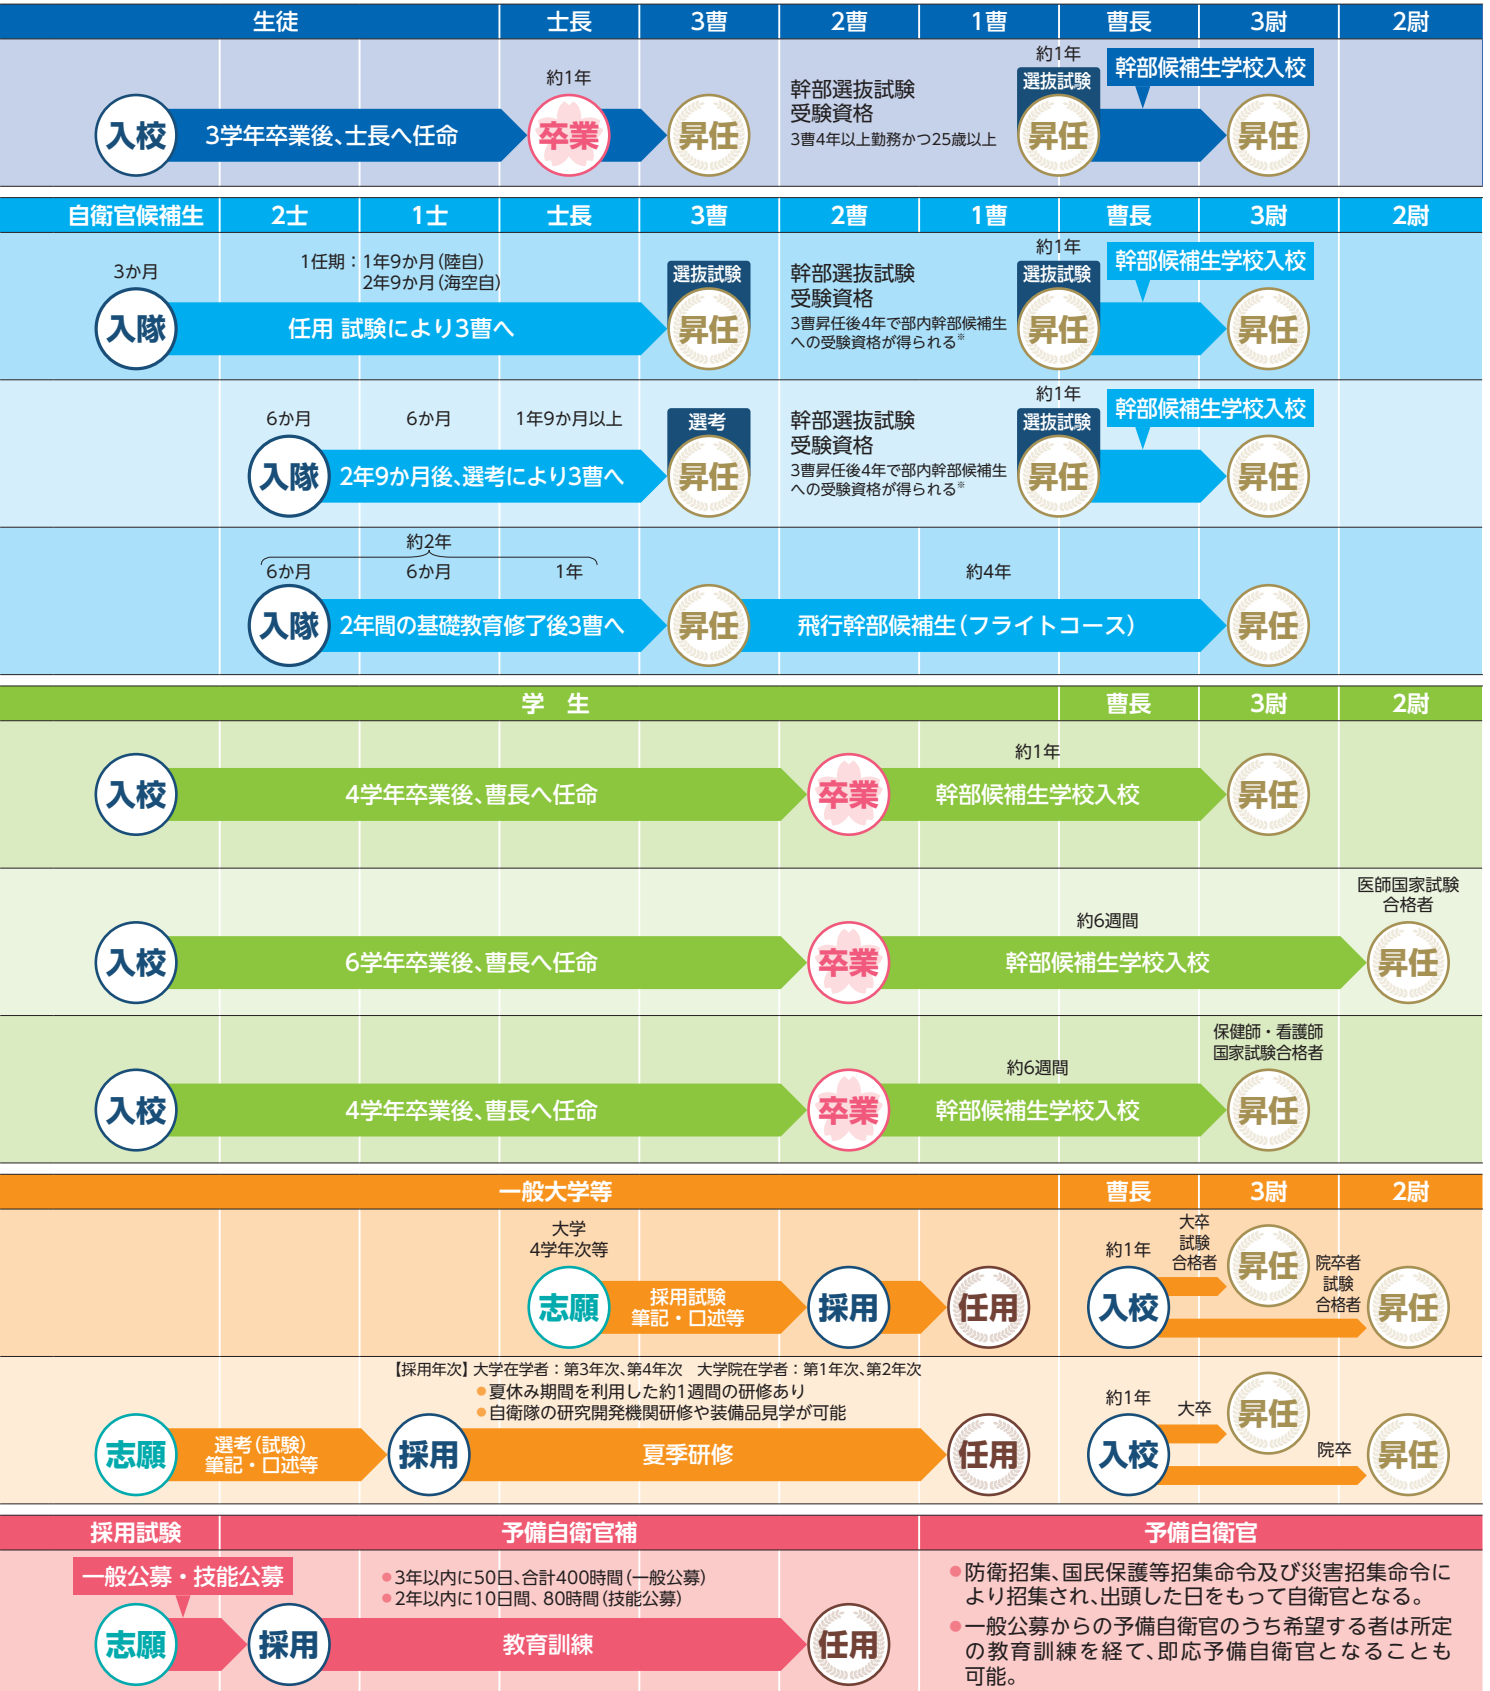 生徒 士長 3曹 2曹 1曹 曹長 3尉 2尉
約1年
約1年
幹部選抜試験
受験資格
3曹4年以上勤務かつ25歳以上
選抜試験
幹部候補生学校入校
入校
3学年卒業後、士長へ任命
卒業
昇任
昇任
昇任
自衛官候補生 2士 1士 士長 3曹 2曹 1曹 曹長 3尉 2尉
3か月
1任期：1年9か月（陸自）
2年9か月（海空自）
選抜試験
幹部選抜試験
受験資格
3曹昇任後4年で部内幹部候補生
への受験資格が得られる※
約1年
選抜試験
幹部候補生学校入校
入隊
任用 試験により3曹へ
昇任
昇任
昇任
6か月
6か月
1年9か月以上
選考
幹部選抜試験
受験資格
3曹昇任後4年で部内幹部候補生
への受験資格が得られる※
約1年
選抜試験
幹部候補生学校入校
入隊
2年9か月後、選考により3曹へ
昇任
昇任
昇任
約2年
6か月
6か月
1年
約4年
入隊
2年間の基礎教育修了後3曹へ
昇任
飛行幹部候補生（フライトコース）
昇任
学 生 曹長 3尉 2尉
約1年
入校
4学年卒業後、曹長へ任命
卒業
幹部候補生学校入校
昇任
医師国家試験
合格者
約6週間
入校
6学年卒業後、曹長へ任命
卒業
幹部候補生学校入校
昇任
保健師・看護師
国家試験合格者
約6週間
入校
4学年卒業後、曹長へ任命
卒業
幹部候補生学校入校
昇任
一般大学等 曹長 3尉 2尉
大学
4学年次等
志願
採用試験
筆記・口述等
採用
任用
約1年
入校
大卒
試験
合格者
昇任
院卒者
試験
合格者
昇任
【採用年次】大学在学者：第3年次、第4年次 大学院在学者：第1年次、第2年次
●夏休み期間を利用した約1週間の研修あり
●自衛隊の研究開発機関研修や装備品見学が可能
志願
選考（試験）
筆記・口述等
採用
夏季研修
任用
約1年
入校
大卒
昇任
院卒
昇任
採用試験 予備自衛官補 予備自衛官
一般公募・技能公募
●3年以内に50日、合計400時間（一般公募）
●2年以内に10日間、80時間（技能公募）
志願
採用
教育訓練
任用
●防衛招集、国民保護等招集命令及び災害招集命令に
より招集され、出頭した日をもって自衛官となる。
●一般公募からの予備自衛官のうち希望する者は所定
の教育訓練を経て、即応予備自衛官となることも
可能。